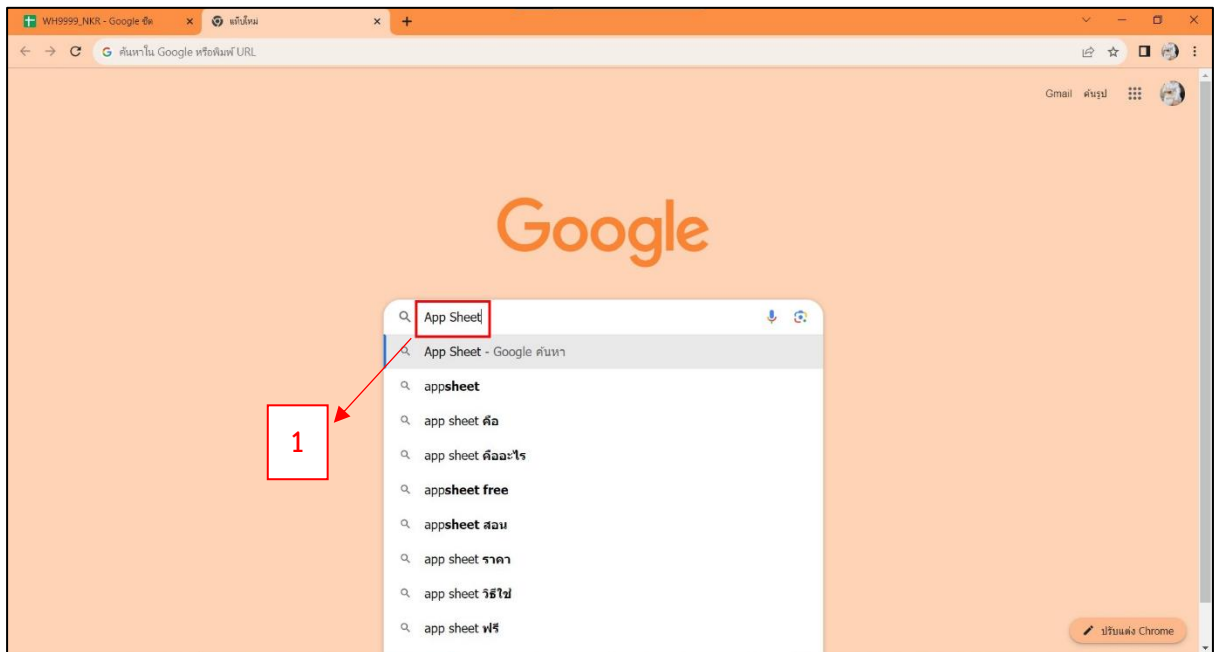 WH9999_NKR - Google ชีต
แท็บใหม่
ค้นหาใน Google หรือพิมพ์ URL
Gmail ค้นรูป
Google
App Sheet
App Sheet - Google ค้นหา
appsheet
app sheet คือ
app sheet คืออะไร
appsheet free
appsheet สอน
app sheet ราคา
app sheet วิธีใช้
app sheet ฟรี
1
ปรับแต่ง Chrome